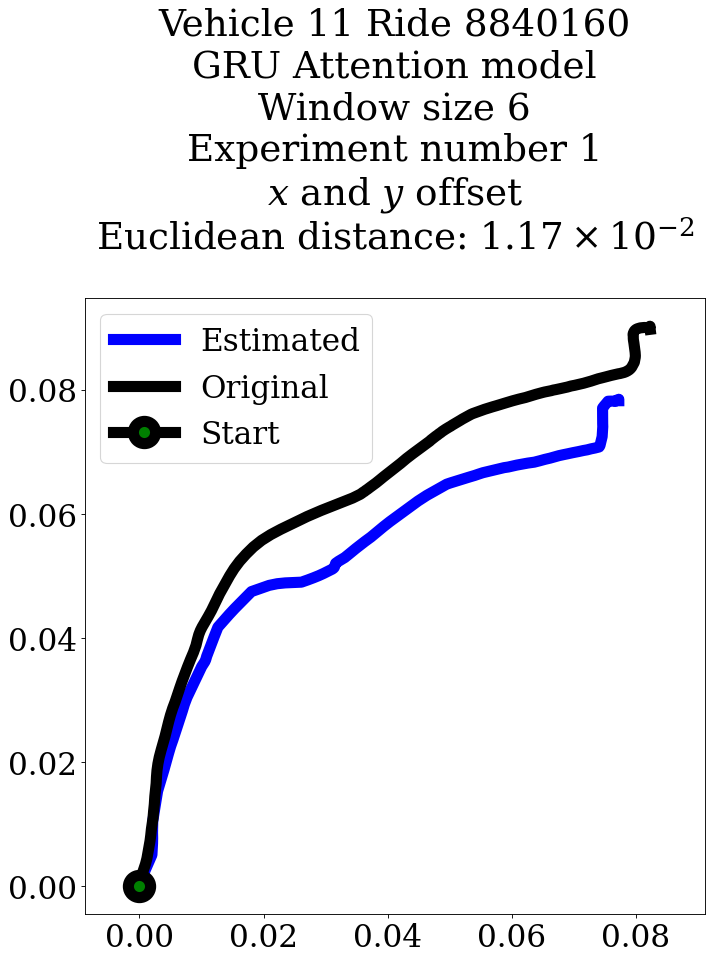 Vehicle 11 Ride 8840160
GRU Attention model
Window size 6
Experiment number 1
x and y offset
Euclidean distance: 1.17 × 10⁻²
Estimated
Original
Start
0.08
0.06
0.04
0.02
0.00
0.00 0.02 0.04 0.06 0.08